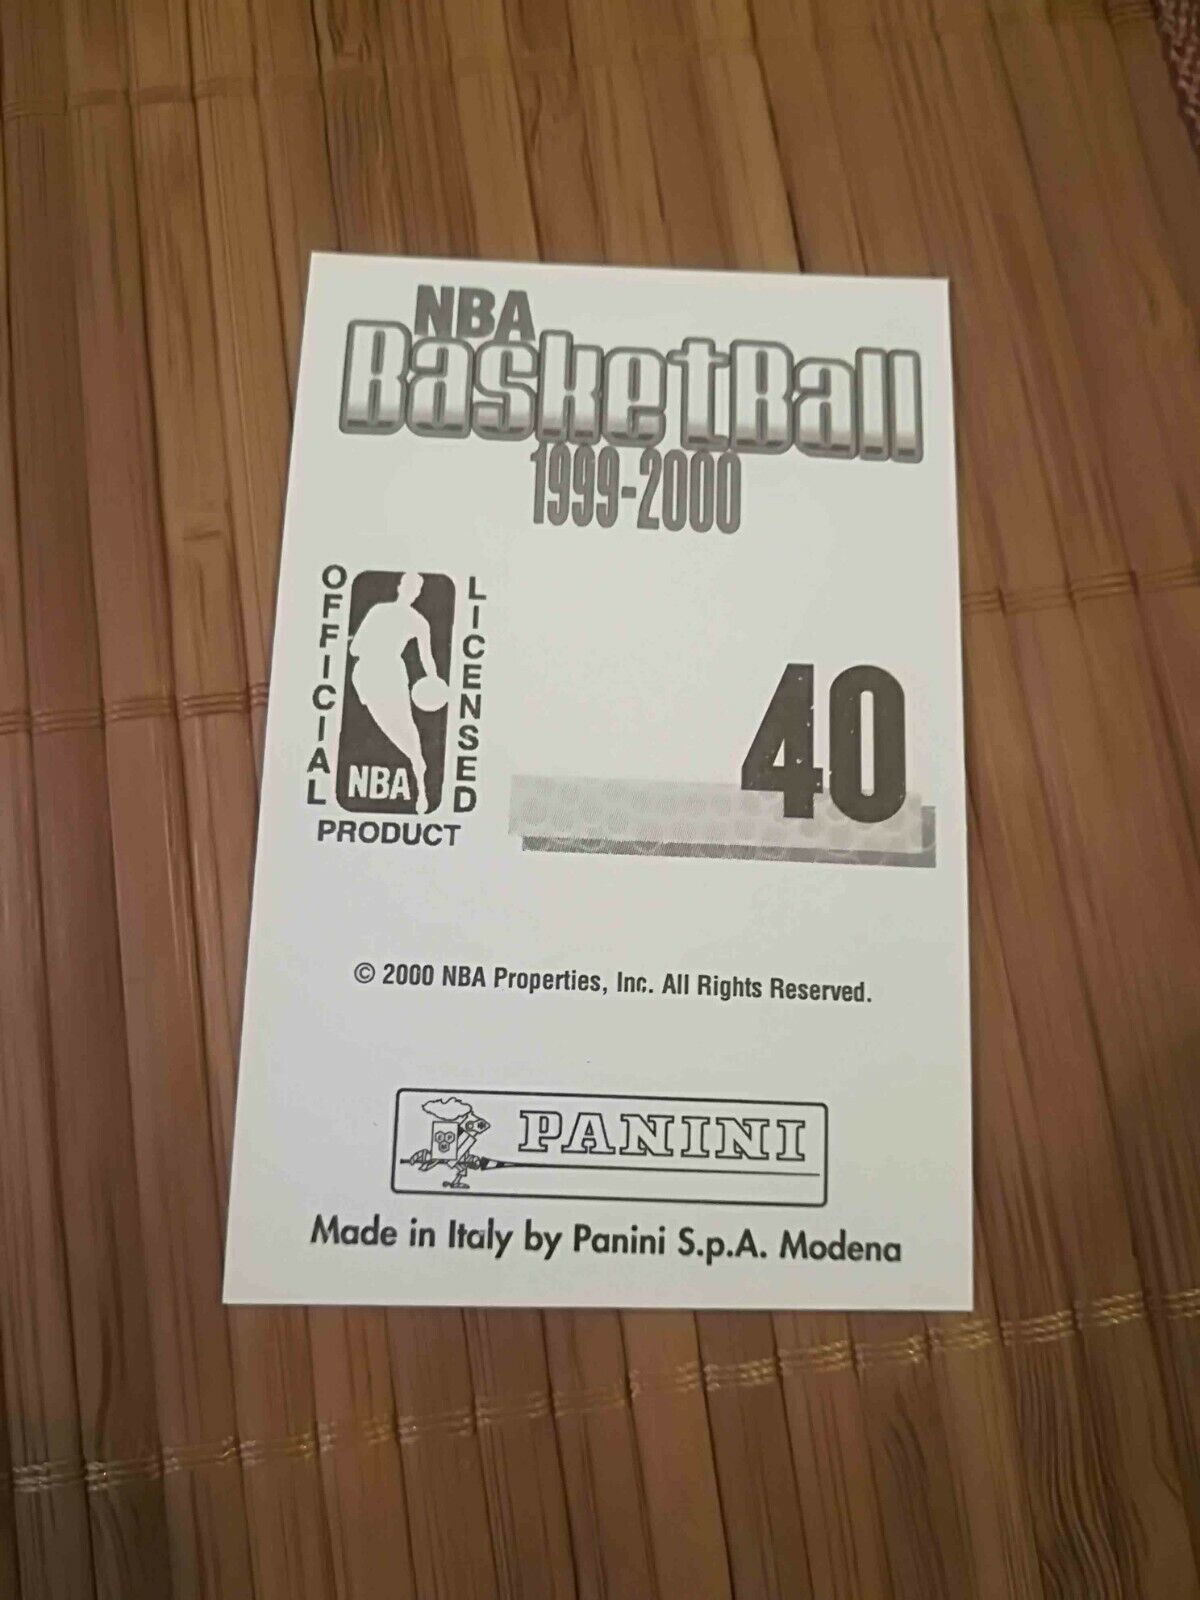 NBA
BasketBall
1999-2000
OFFICIAL
LICENSED
NBA
PRODUCT
40
© 2000 NBA Properties, Inc. All Rights Reserved.
PANINI
Made in Italy by Panini S.p.A. Modena